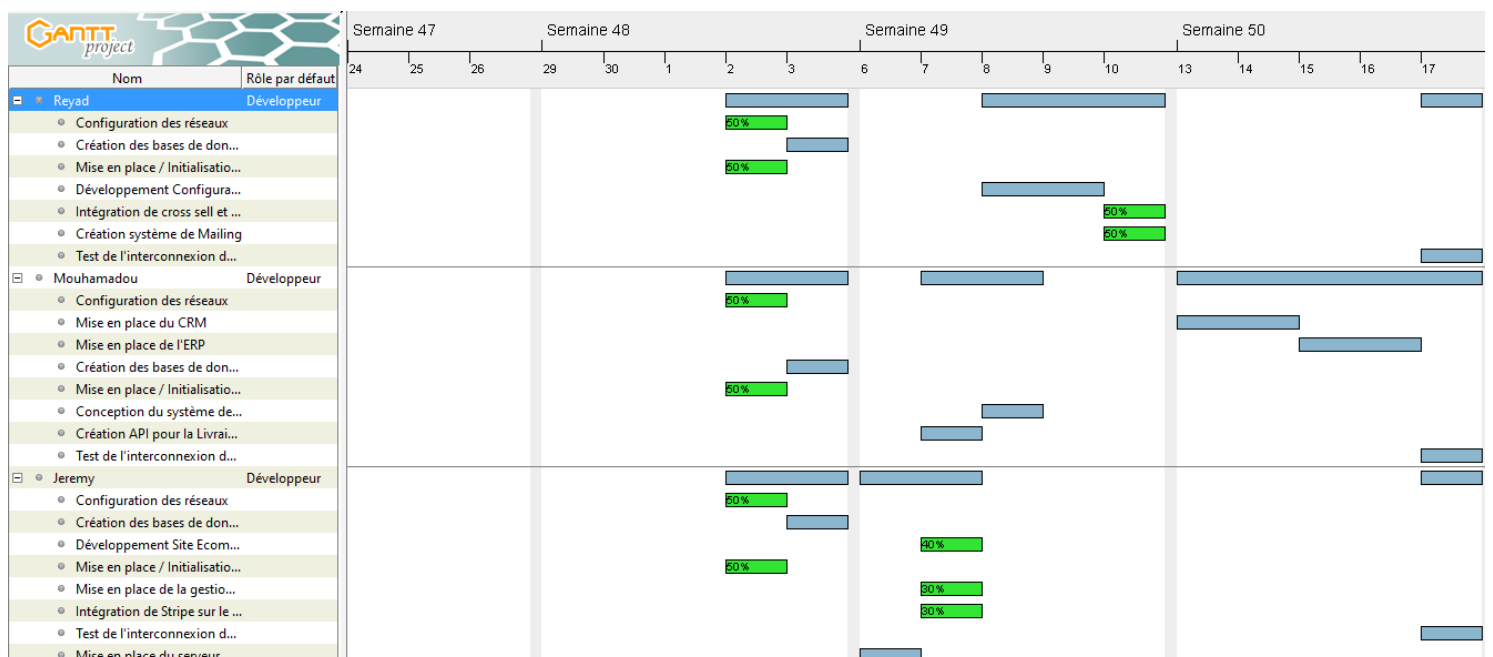 GANTT
project
Semaine 47 Semaine 48 Semaine 49 Semaine 50
Nom Rôle par défaut 24 25 26 29 30 1 2 3 6 7 8 9 10 13 14 15 16 17
Reyad Développeur
Configuration des réseaux 50%
Création des bases de don...
Mise en place / Initialisatio... 50%
Développement Configura...
Intégration de cross sell et ... 50%
Création système de Mailing 50%
Test de l'interconnexion d...
Mouhamadou Développeur
Configuration des réseaux 50%
Mise en place du CRM
Mise en place de l'ERP
Création des bases de don...
Mise en place / Initialisatio... 50%
Conception du système de...
Création API pour la Livrai...
Test de l'interconnexion d...
Jeremy Développeur
Configuration des réseaux 50%
Création des bases de don...
Développement Site Ecom... 40%
Mise en place / Initialisatio... 50%
Mise en place de la gestio... 30%
Intégration de Stripe sur le ... 30%
Test de l'interconnexion d...
Mise en place du serveur